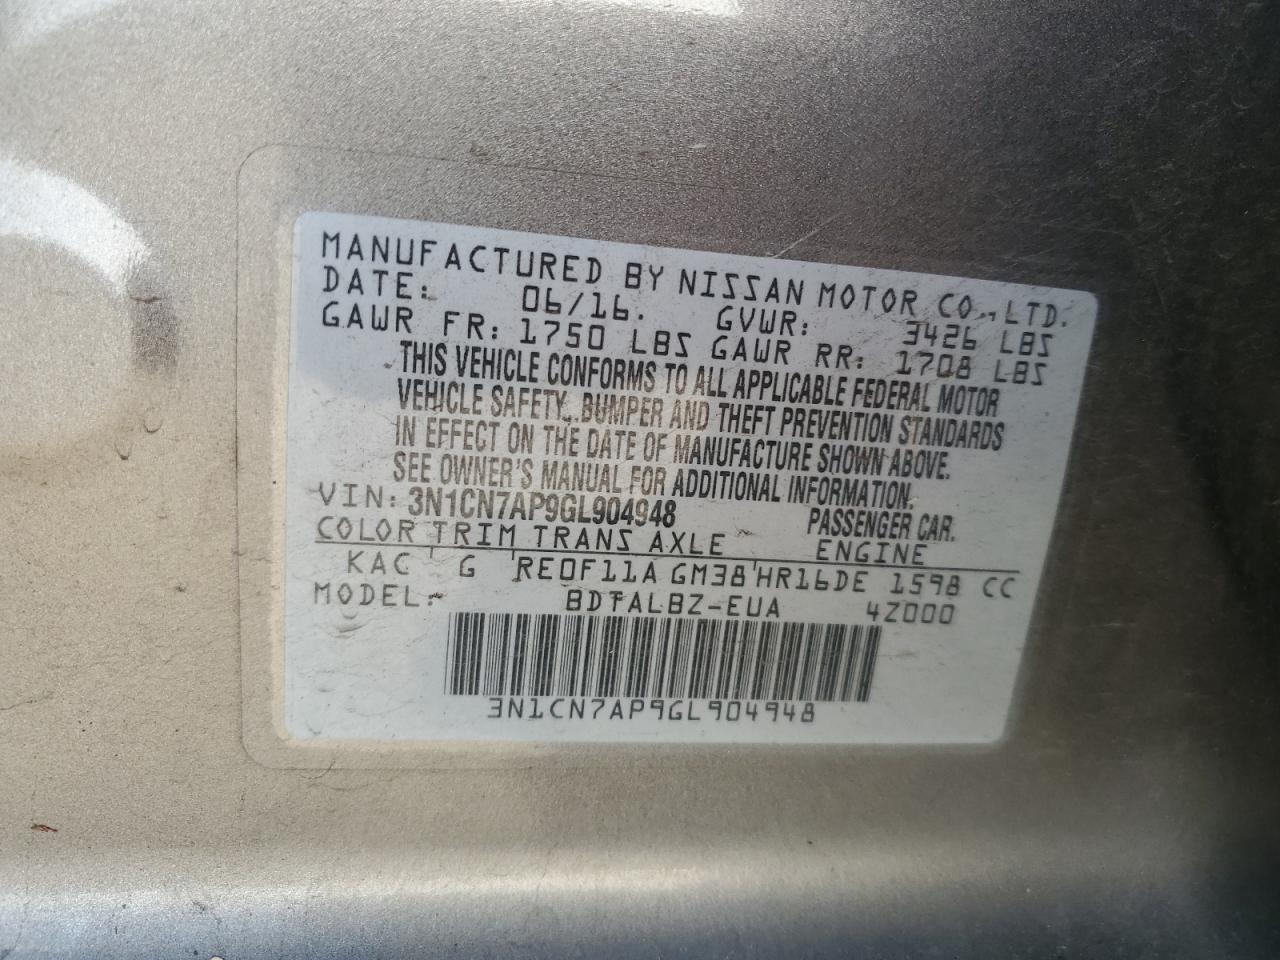 MANUFACTURED BY NISSAN MOTOR CO., LTD.
DATE: 06/16. GVWR: 3426 LBS
GAWR FR: 1750 LBS GAWR RR: 1708 LBS
THIS VEHICLE CONFORMS TO ALL APPLICABLE FEDERAL MOTOR
VEHICLE SAFETY, BUMPER AND THEFT PREVENTION STANDARDS
IN EFFECT ON THE DATE OF MANUFACTURE SHOWN ABOVE.
SEE OWNER'S MANUAL FOR ADDITIONAL INFORMATION.
VIN: 3N1CN7AP9GL904948 PASSENGER CAR.
COLOR TRIM TRANS AXLE ENGINE
KAC G RE0F11A GM38 HR16DE 1598 CC
MODEL: BDTALBZ-EUA 4Z000
3N1CN7AP9GL904948